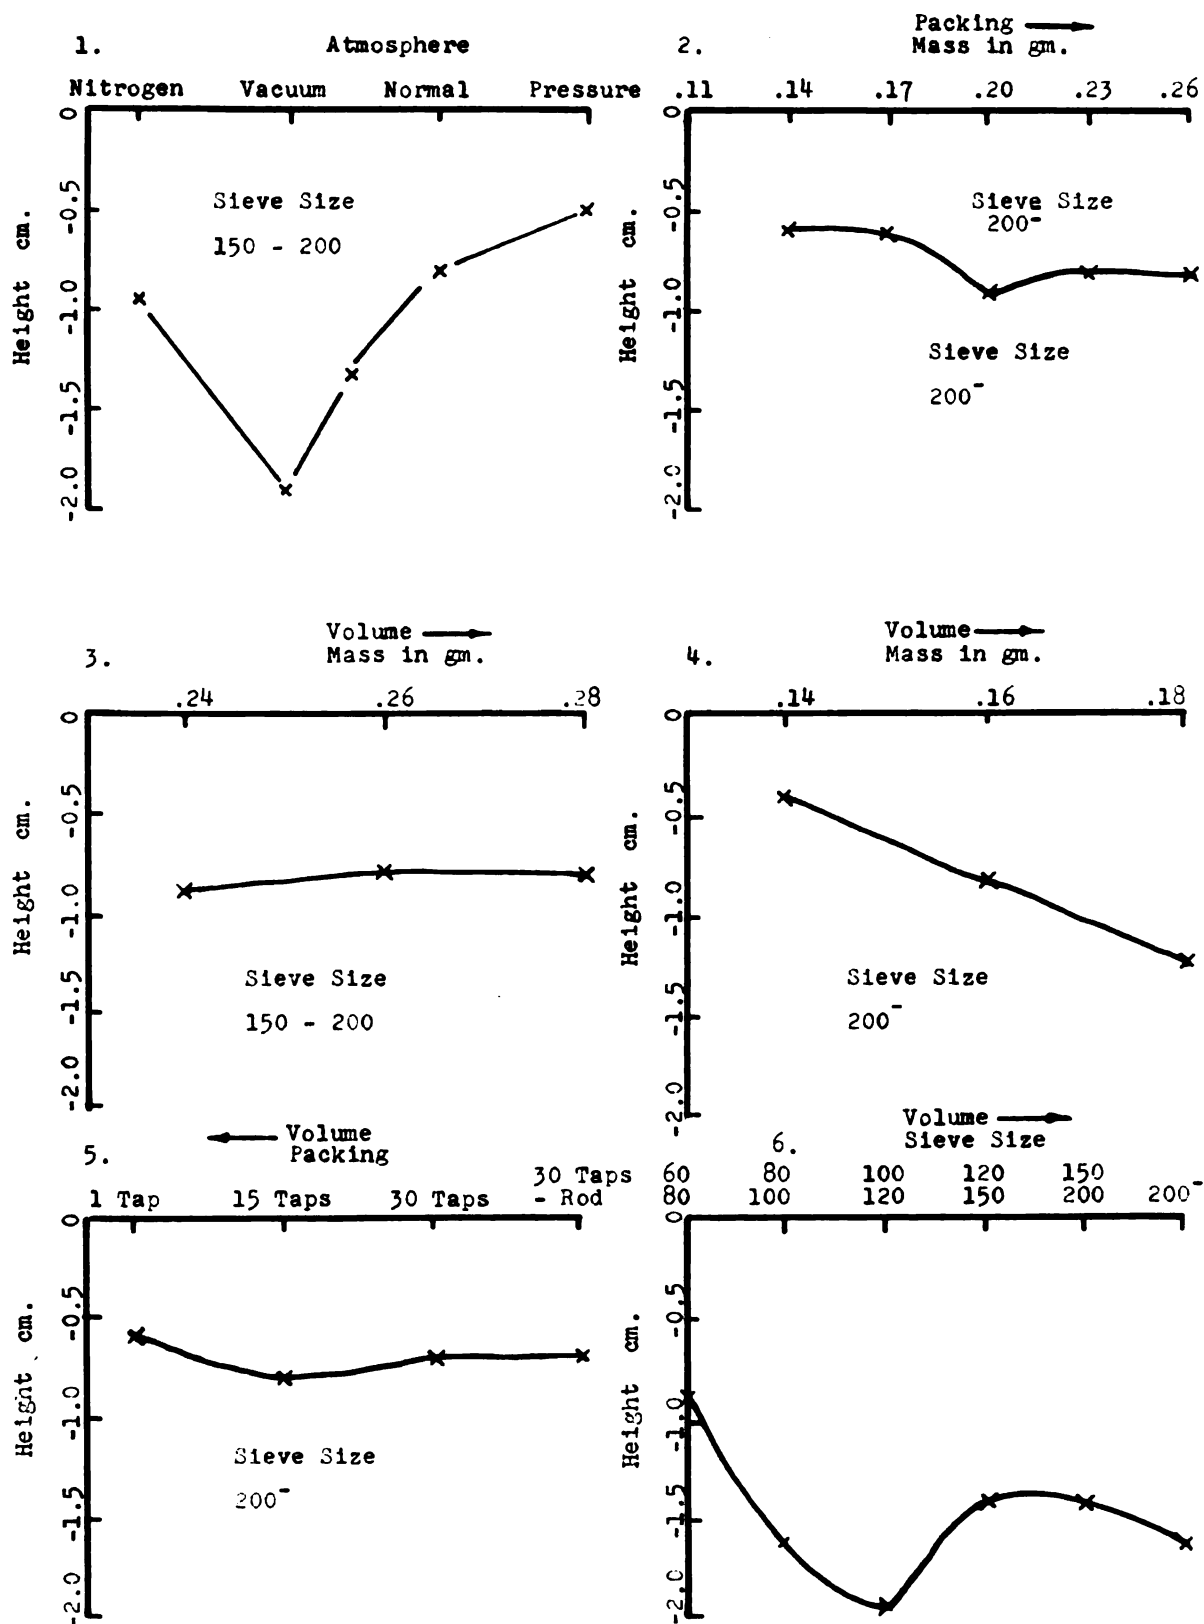 1. Atmosphere
Nitrogen Vacuum Normal Pressure
0
-0.5
-1.0
-1.5
-2.0
Height cm.
Sieve Size
150 - 200
2. Packing →
Mass in gm.
.11 .14 .17 .20 .23 .26
0
-0.5
-1.0
-1.5
-2.0
Height cm.
Sieve Size
200-
Sieve Size
200-
3. Volume →
Mass in gm.
.24 .26 .28
0
-0.5
-1.0
-1.5
-2.0
Height cm.
Sieve Size
150 - 200
4. Volume →
Mass in gm.
.14 .16 .18
0
-0.5
-1.0
-1.5
-2.0
Height cm.
Sieve Size
200-
5. ← Volume
Packing
30 Taps
1 Tap 15 Taps 30 Taps - Rod
0
-0.5
-1.0
-1.5
-2.0
Height cm.
Sieve Size
200-
6. Volume →
Sieve Size
60 80 100 120 150
80 100 120 150 200 200-
0
-0.5
-1.0
-1.5
-2.0
Height cm.